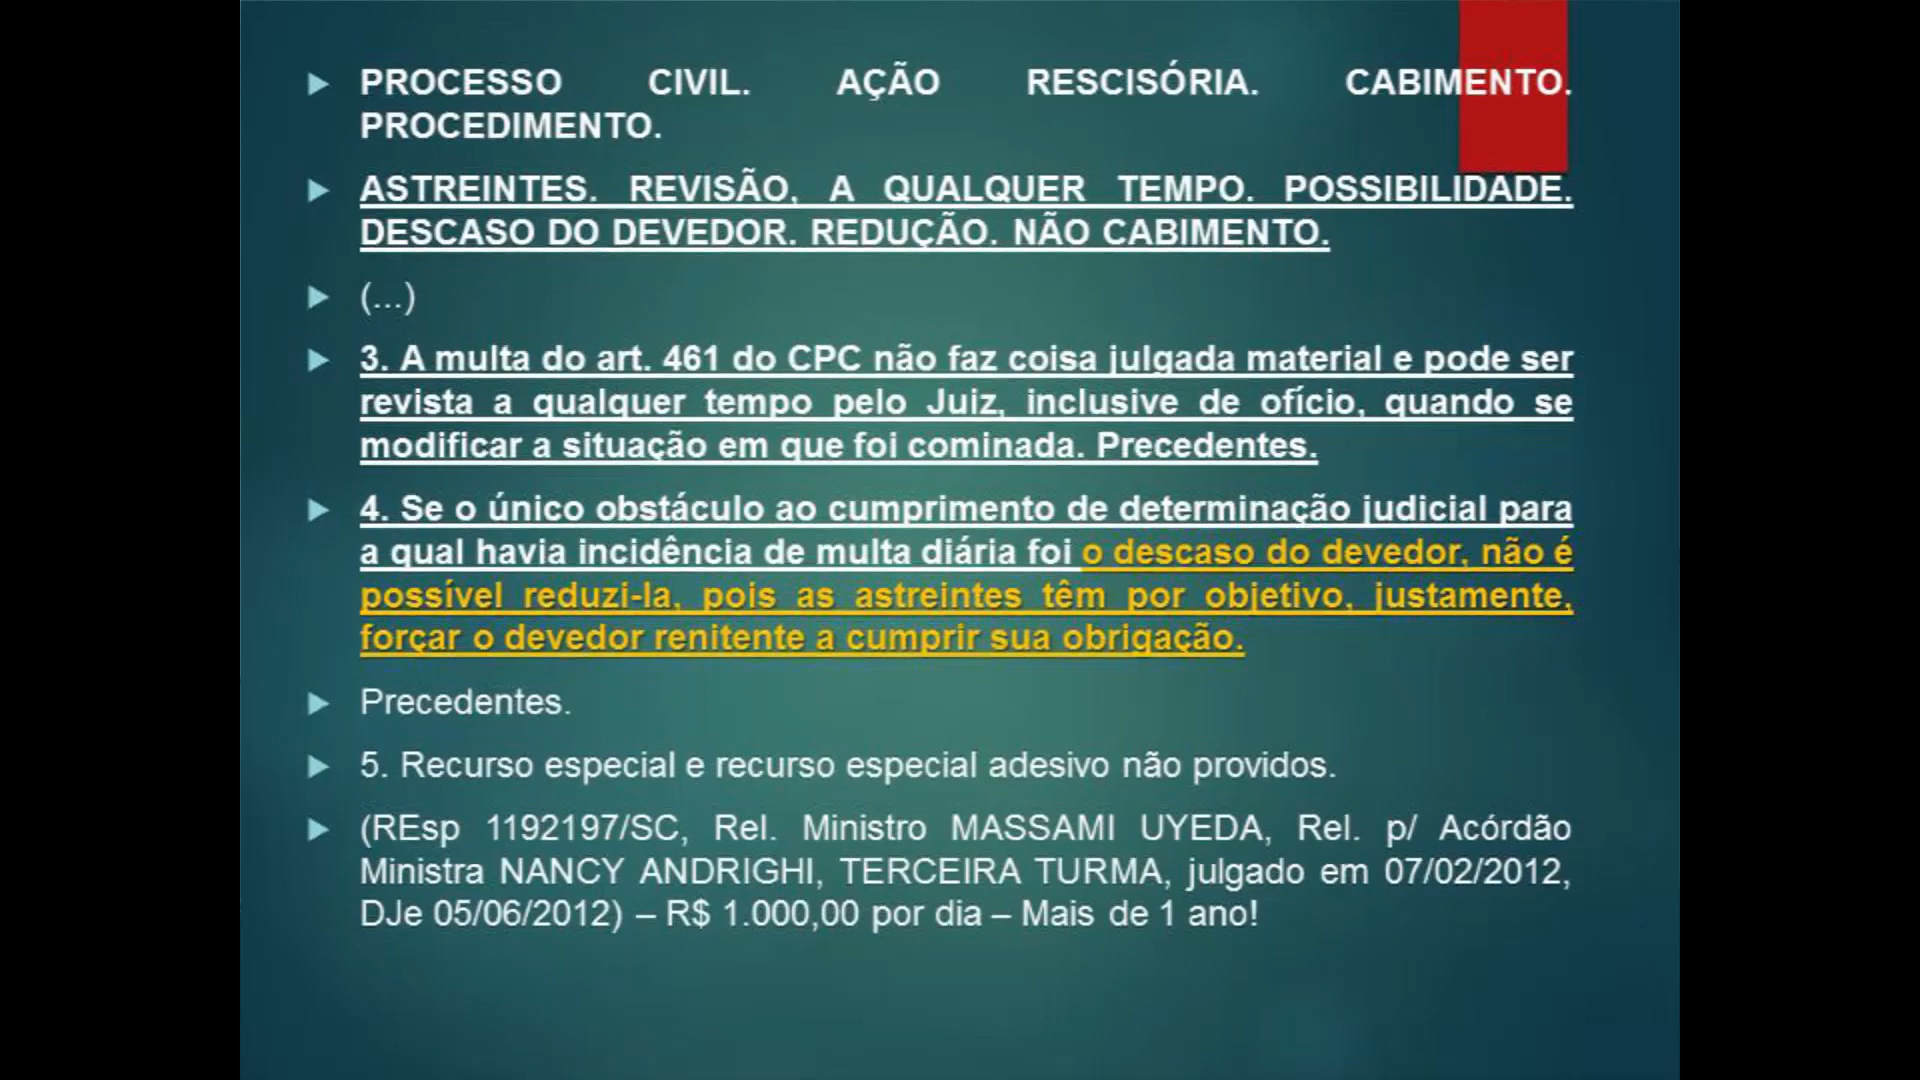 PROCESSO CIVIL. AÇÃO RESCISÓRIA. CABIMENTO.
PROCEDIMENTO.
ASTREINTES. REVISÃO, A QUALQUER TEMPO. POSSIBILIDADE.
DESCASO DO DEVEDOR. REDUÇÃO. NÃO CABIMENTO.
(...)
3. A multa do art. 461 do CPC não faz coisa julgada material e pode ser
revista a qualquer tempo pelo Juiz, inclusive de ofício, quando se
modificar a situação em que foi cominada. Precedentes.
4. Se o único obstáculo ao cumprimento de determinação judicial para
a qual havia incidência de multa diária foi o descaso do devedor, não é
possível reduzi-la, pois as astreintes têm por objetivo, justamente,
forçar o devedor renitente a cumprir sua obrigação.
Precedentes.
5. Recurso especial e recurso especial adesivo não providos.
(REsp 1192197/SC, Rel. Ministro MASSAMI UYEDA, Rel. p/ Acórdão
Ministra NANCY ANDRIGHI, TERCEIRA TURMA, julgado em 07/02/2012,
DJe 05/06/2012) – R$ 1.000,00 por dia – Mais de 1 ano!